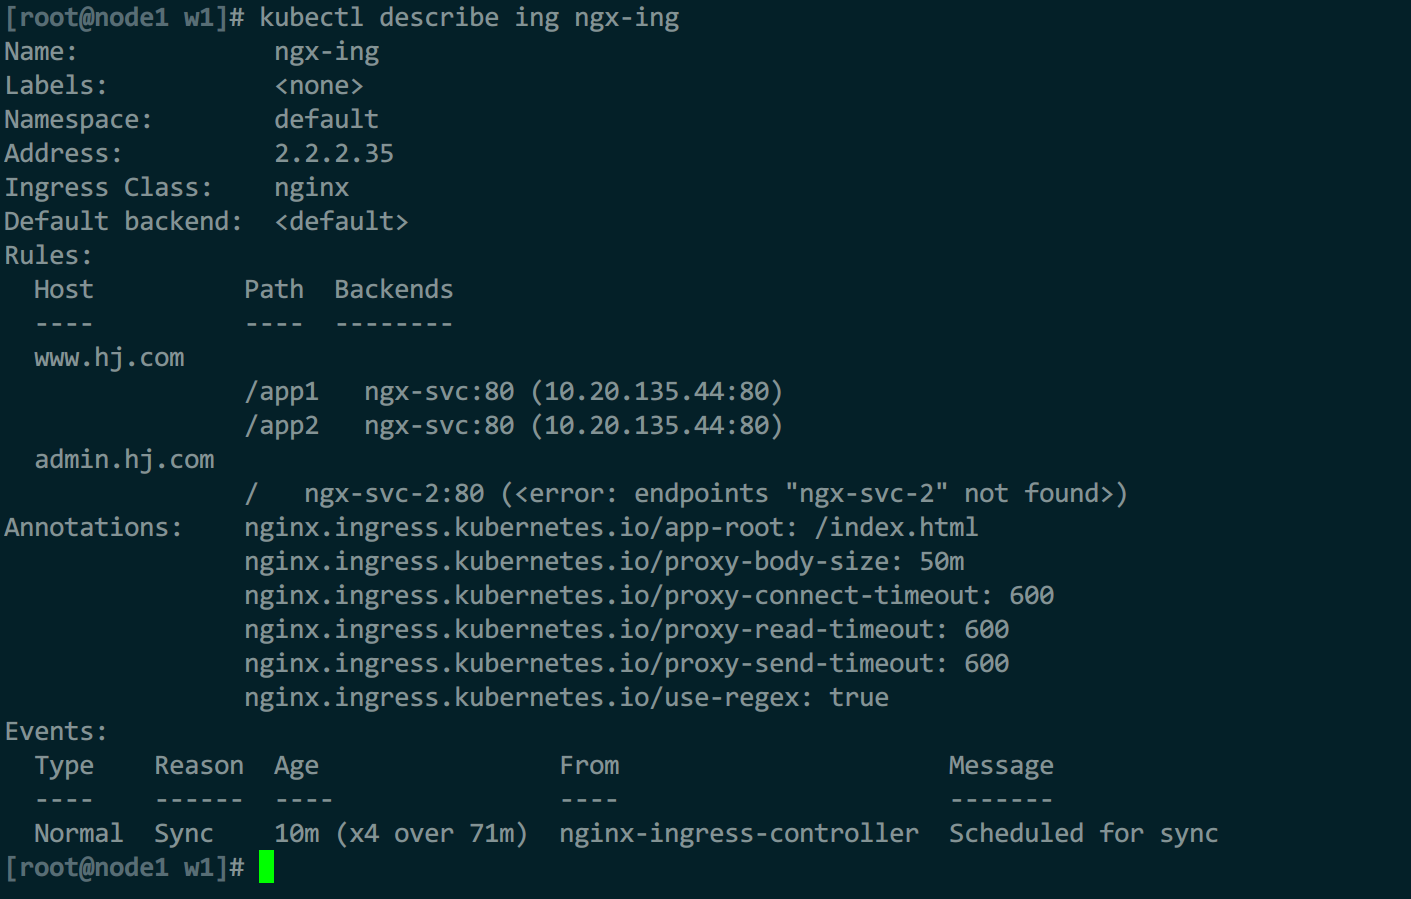 [root@node1 w1]# kubectl describe ing ngx-ing
Name:             ngx-ing
Labels:           <none>
Namespace:        default
Address:          2.2.2.35
Ingress Class:    nginx
Default backend:  <default>
Rules:
  Host          Path  Backends
  ----          ----  --------
  www.hj.com
                /app1   ngx-svc:80 (10.20.135.44:80)
                /app2   ngx-svc:80 (10.20.135.44:80)
  admin.hj.com
                /   ngx-svc-2:80 (<error: endpoints "ngx-svc-2" not found>)
Annotations:    nginx.ingress.kubernetes.io/app-root: /index.html
                nginx.ingress.kubernetes.io/proxy-body-size: 50m
                nginx.ingress.kubernetes.io/proxy-connect-timeout: 600
                nginx.ingress.kubernetes.io/proxy-read-timeout: 600
                nginx.ingress.kubernetes.io/proxy-send-timeout: 600
                nginx.ingress.kubernetes.io/use-regex: true
Events:
  Type    Reason  Age                From                      Message
  ----    ------  ----               ----                      -------
  Normal  Sync    10m (x4 over 71m)  nginx-ingress-controller  Scheduled for sync
[root@node1 w1]#